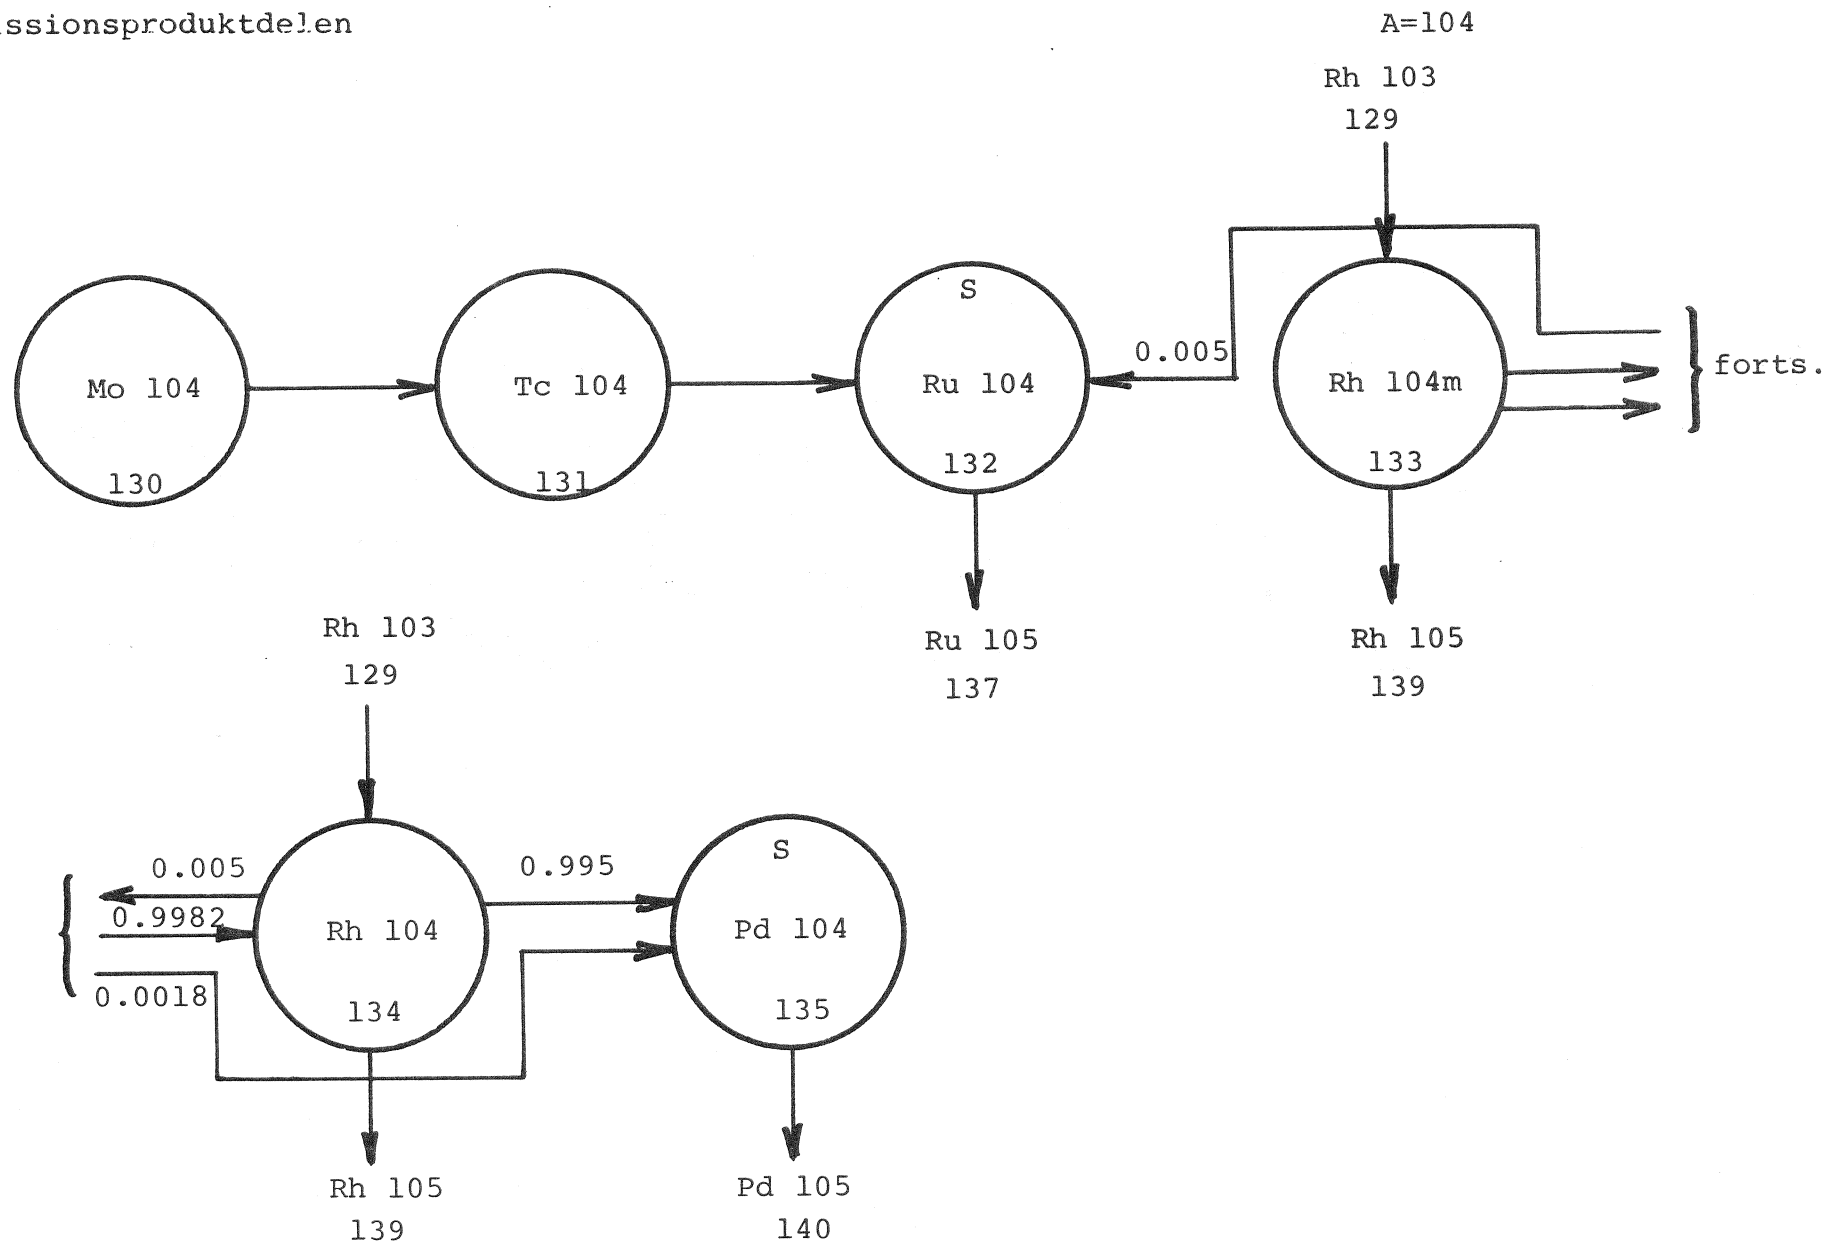 ssionsproduktdelen
A=104
Rh 103
129
Mo 104
130
Tc 104
131
S
Ru 104
132
0.005
Rh 104m
133
forts.
Ru 105
137
Rh 105
139
Rh 103
129
0.005
0.9982
0.0018
Rh 104
134
0.995
S
Pd 104
135
Rh 105
139
Pd 105
140